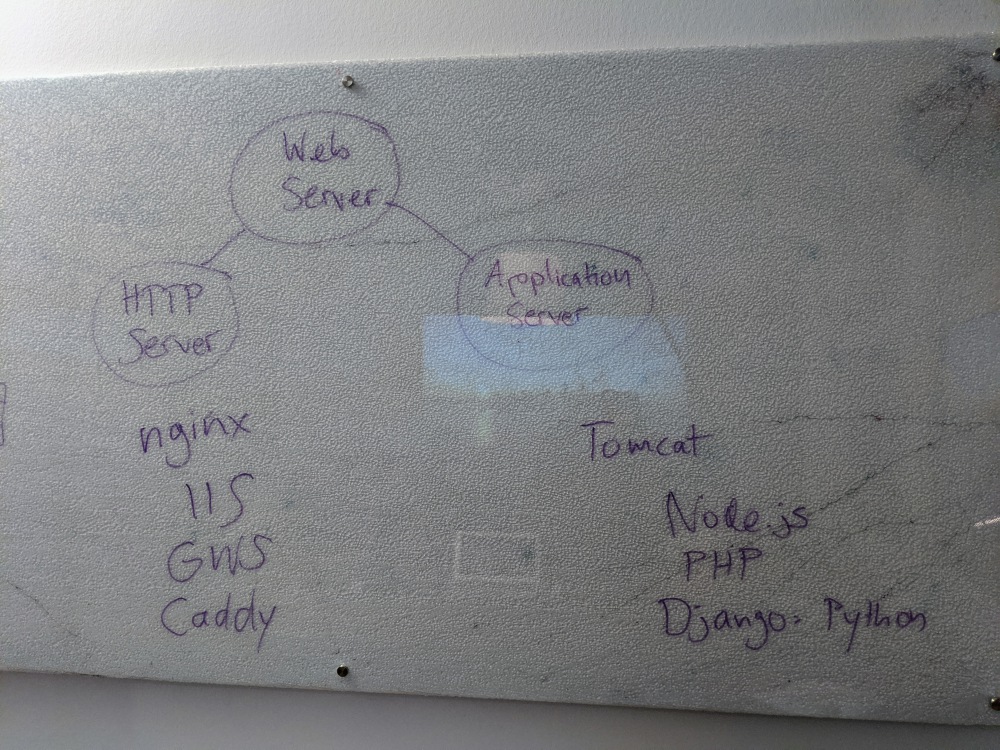 Web
Server
HTTP
Server
Application
Server
nginx
IIS
GWS
Caddy
Tomcat
Node.js
PHP
Django: Python